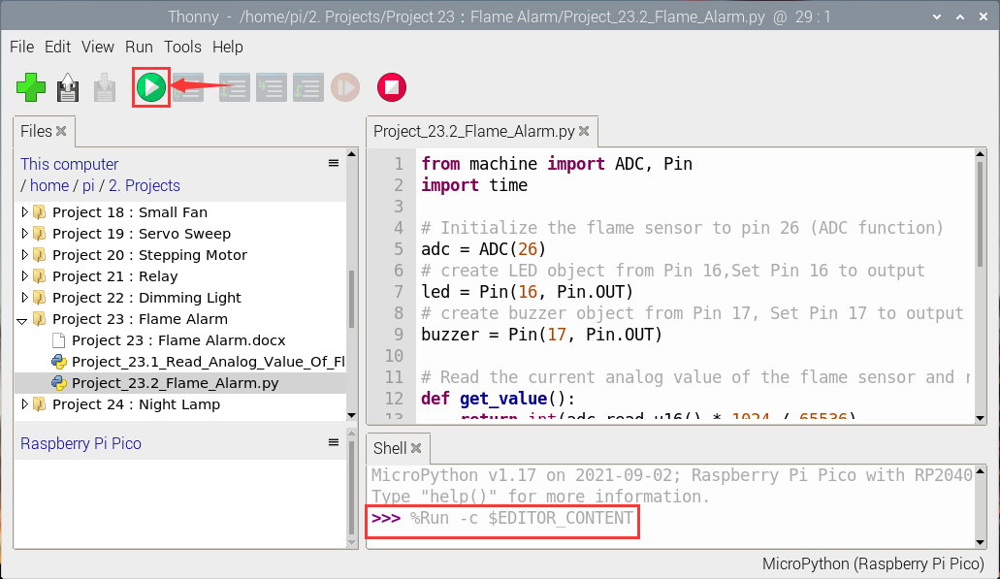 Thonny - /home/pi/2. Projects/Project 23 : Flame Alarm/Project_23.2_Flame_Alarm.py @ 29 : 1
File Edit View Run Tools Help
Files
This computer
/ home / pi / 2. Projects
Project 18 : Small Fan
Project 19 : Servo Sweep
Project 20 : Stepping Motor
Project 21 : Relay
Project 22 : Dimming Light
Project 23 : Flame Alarm
Project 23 : Flame Alarm.docx
Project_23.1_Read_Analog_Value_Of_Fl
Project_23.2_Flame_Alarm.py
Project 24 : Night Lamp
Raspberry Pi Pico
Project_23.2_Flame_Alarm.py
1 from machine import ADC, Pin
2 import time
3
4 # Initialize the flame sensor to pin 26 (ADC function)
5 adc = ADC(26)
6 # create LED object from Pin 16,Set Pin 16 to output
7 led = Pin(16, Pin.OUT)
8 # create buzzer object from Pin 17, Set Pin 17 to output
9 buzzer = Pin(17, Pin.OUT)
10
11 # Read the current analog value of the flame sensor and r
12 def get_value():
13 return int(adc.read_u16() * 1024 / 65536)
Shell
MicroPython v1.17 on 2021-09-02; Raspberry Pi Pico with RP2040
Type "help()" for more information.
>>> %Run -c $EDITOR_CONTENT
MicroPython (Raspberry Pi Pico)